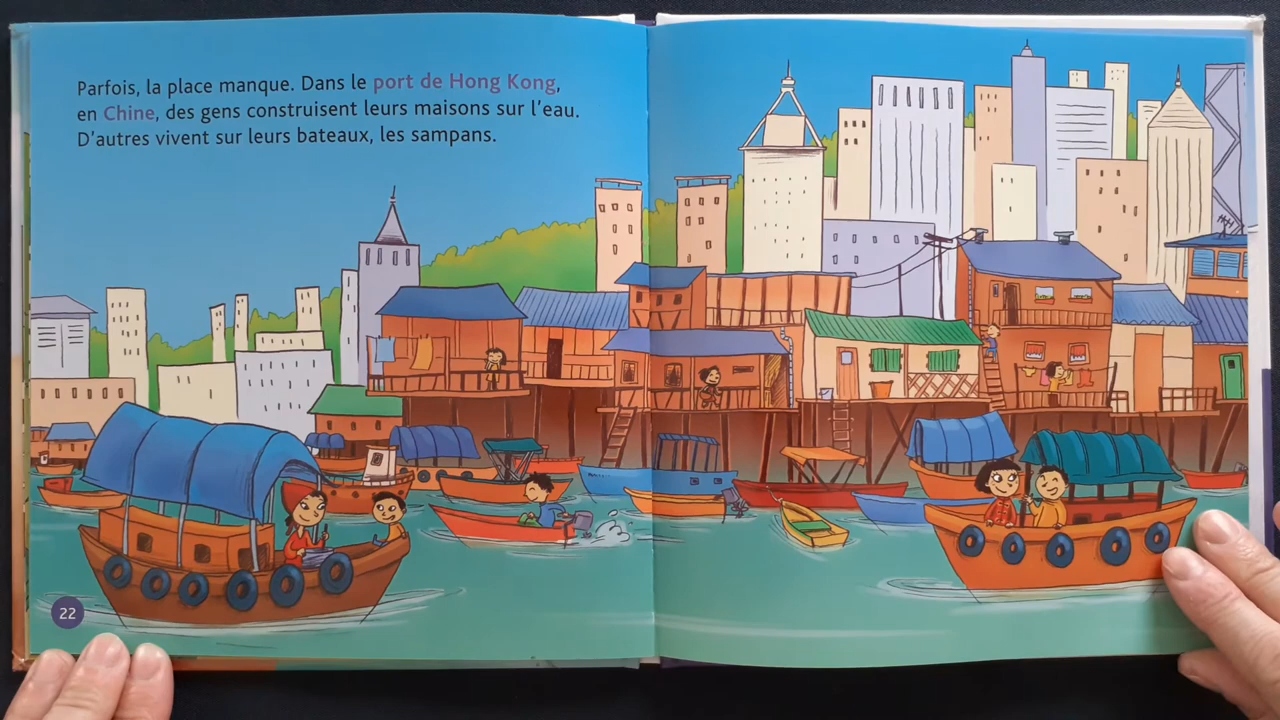 Parfois, la place manque. Dans le port de Hong Kong,
en Chine, des gens construisent leurs maisons sur l'eau.
D'autres vivent sur leurs bateaux, les sampans.
22